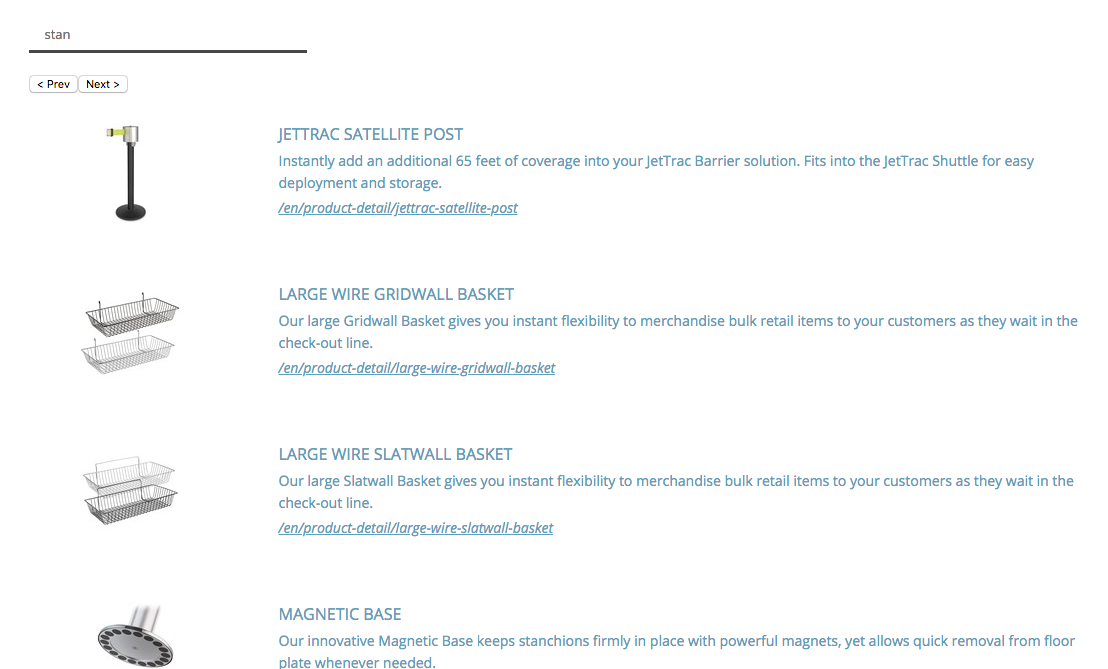 stan
< Prev Next >
JETTRAC SATELLITE POST
Instantly add an additional 65 feet of coverage into your JetTrac Barrier solution. Fits into the JetTrac Shuttle for easy
deployment and storage.
/en/product-detail/jettrac-satellite-post
LARGE WIRE GRIDWALL BASKET
Our large Gridwall Basket gives you instant flexibility to merchandise bulk retail items to your customers as they wait in the
check-out line.
/en/product-detail/large-wire-gridwall-basket
LARGE WIRE SLATWALL BASKET
Our large Slatwall Basket gives you instant flexibility to merchandise bulk retail items to your customers as they wait in the
check-out line.
/en/product-detail/large-wire-slatwall-basket
MAGNETIC BASE
Our innovative Magnetic Base keeps stanchions firmly in place with powerful magnets, yet allows quick removal from floor
plate whenever needed.